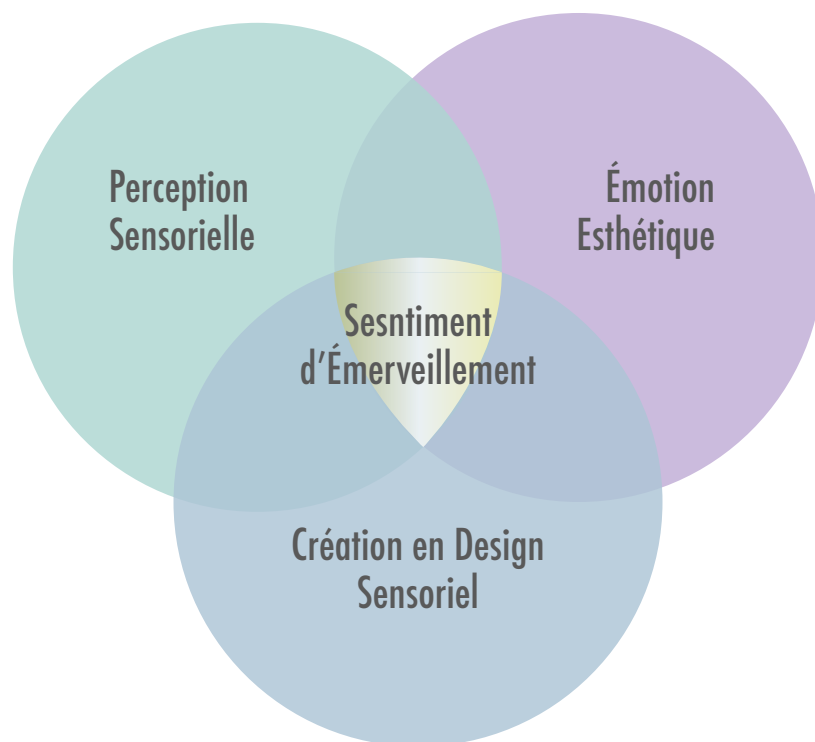 Perception
Sensorielle
Émotion
Esthétique
Sesntiment
d’Émerveillement
Création en Design
Sensoriel